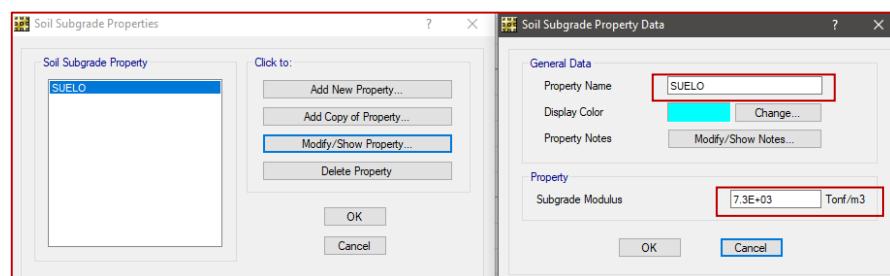 Soil Subgrade Properties
?
Soil Subgrade Property
SUELO
Click to:
Add New Property...
Add Copy of Property...
Modify/Show Property...
Delete Property
OK
Cancel
Soil Subgrade Property Data
?
General Data
Property Name
SUELO
Display Color
Change...
Property Notes
Modify/Show Notes...
Property
Subgrade Modulus
7.3E+03
Tonf/m3
OK
Cancel